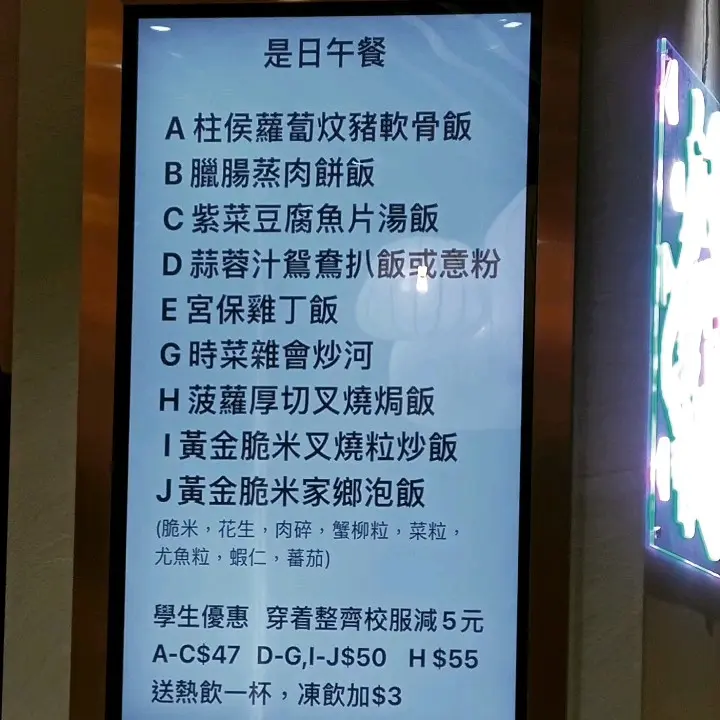 是日午餐
A 柱侯蘿蔔炆豬軟骨飯
B 臘腸蒸肉餅飯
C 紫菜豆腐魚片湯飯
D 蒜蓉汁鴛鴦扒飯或意粉
E 宮保雞丁飯
G 時菜雜會炒河
H 菠蘿厚切叉燒焗飯
I 黃金脆米叉燒粒炒飯
J 黃金脆米家鄉泡飯
(脆米，花生，肉碎，蟹柳粒，菜粒，
尤魚粒，蝦仁，蕃茄)
學生優惠 穿着整齊校服減5元
A-C$47 D-G,I-J$50 H $55
送熱飲一杯，凍飲加$3